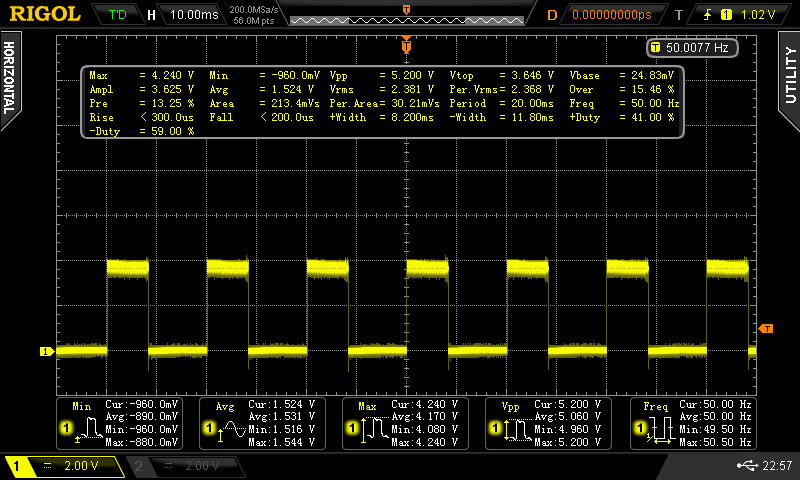 RIGOL T'D H 10.00ms 200.0MSa/s 56.0M pts T D 0.00000000ps T 1 1.02 V
HORIZONTAL
UTILITY
T
T 50.0077 Hz
Max = 4.240 V Min = -960.0mV Vpp = 5.200 V Vtop = 3.646 V Vbase = 24.83mV
Ampl = 3.625 V Avg = 1.524 V Vrms = 2.381 V Per.Vrms= 2.368 V Over = 15.46 %
Pre = 13.25 % Area = 213.4mVs Per.Area= 30.21mVs Period = 20.00ms Freq = 50.00 Hz
Rise < 300.0us Fall < 200.0us +Width = 8.200ms -Width = 11.80ms +Duty = 41.00 %
-Duty = 59.00 %
T
1
Min Cur:-960.0mV
Avg:-890.0mV
1 Min:-960.0mV
Max:-880.0mV
Avg Cur:1.524 V
Avg:1.531 V
1 Min:1.516 V
Max:1.544 V
Max Cur:4.240 V
Avg:4.170 V
1 Min:4.080 V
Max:4.240 V
Vpp Cur:5.200 V
Avg:5.060 V
1 Min:4.960 V
Max:5.200 V
Freq Cur:50.00 Hz
Avg:50.00 Hz
1 Min:49.50 Hz
Max:50.50 Hz
1 2.00 V 2 2.00 V 22:57